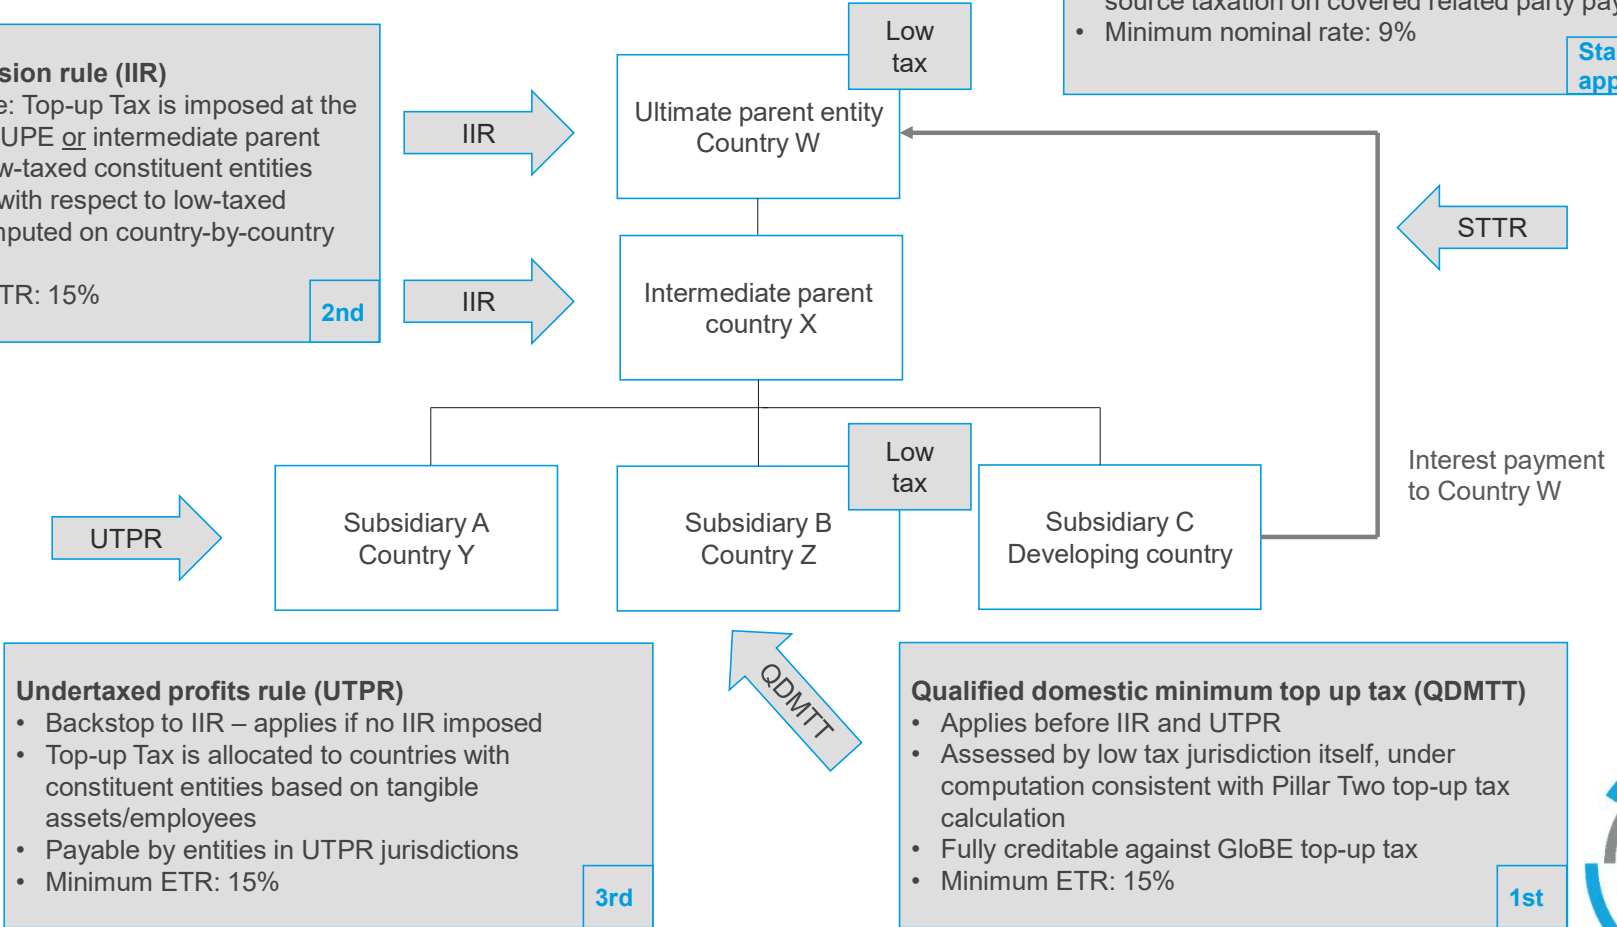 source taxation on covered related party pay
• Minimum nominal rate: 9%
Sta
app
Low
tax
sion rule (IIR)
e: Top-up Tax is imposed at the
UPE or intermediate parent
w-taxed constituent entities
with respect to low-taxed
nputed on country-by-country
TR: 15%
2nd
IIR
Ultimate parent entity
Country W
STTR
IIR
Intermediate parent
country X
Interest payment
to Country W
Low
tax
UTPR
Subsidiary A
Country Y
Subsidiary B
Country Z
Subsidiary C
Developing country
QDMTT
Undertaxed profits rule (UTPR)
• Backstop to IIR – applies if no IIR imposed
• Top-up Tax is allocated to countries with
constituent entities based on tangible
assets/employees
• Payable by entities in UTPR jurisdictions
• Minimum ETR: 15%
3rd
Qualified domestic minimum top up tax (QDMTT)
• Applies before IIR and UTPR
• Assessed by low tax jurisdiction itself, under
computation consistent with Pillar Two top-up tax
calculation
• Fully creditable against GloBE top-up tax
• Minimum ETR: 15%
1st